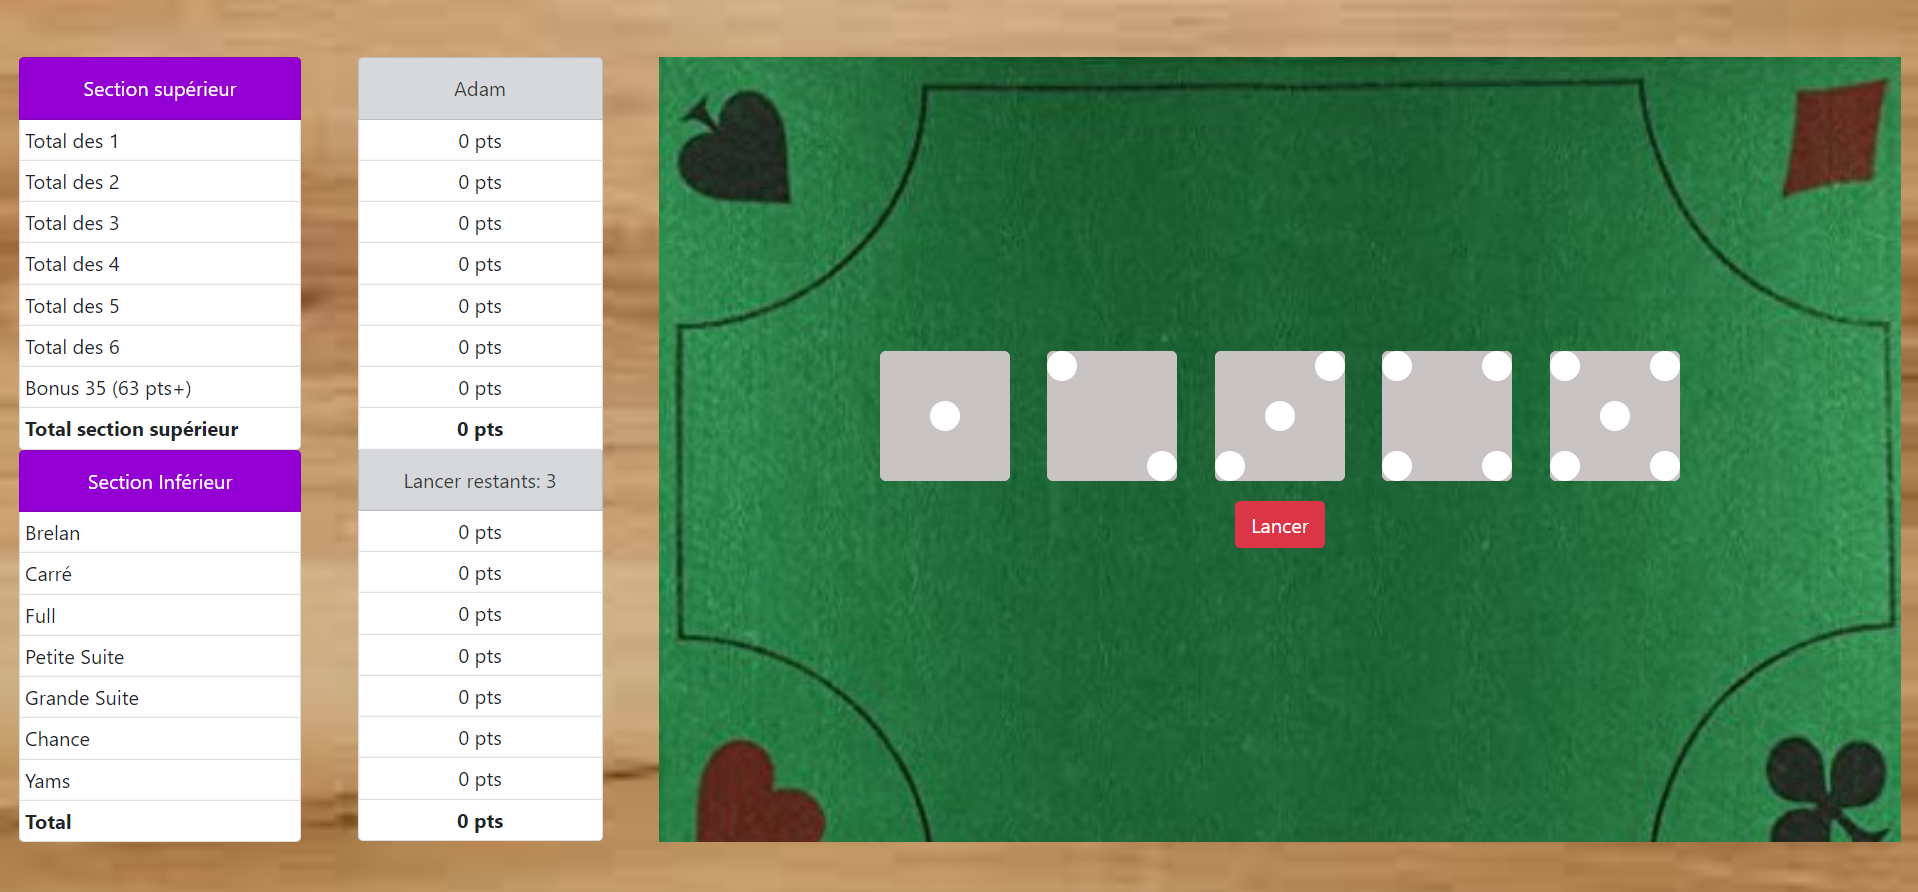 Section supérieur
Total des 1
Total des 2
Total des 3
Total des 4
Total des 5
Total des 6
Bonus 35 (63 pts+)
Total section supérieur
Section Inférieur
Brelan
Carré
Full
Petite Suite
Grande Suite
Chance
Yams
Total
Adam
0 pts
0 pts
0 pts
0 pts
0 pts
0 pts
0 pts
0 pts
Lancer restants: 3
0 pts
0 pts
0 pts
0 pts
0 pts
0 pts
0 pts
0 pts
Lancer